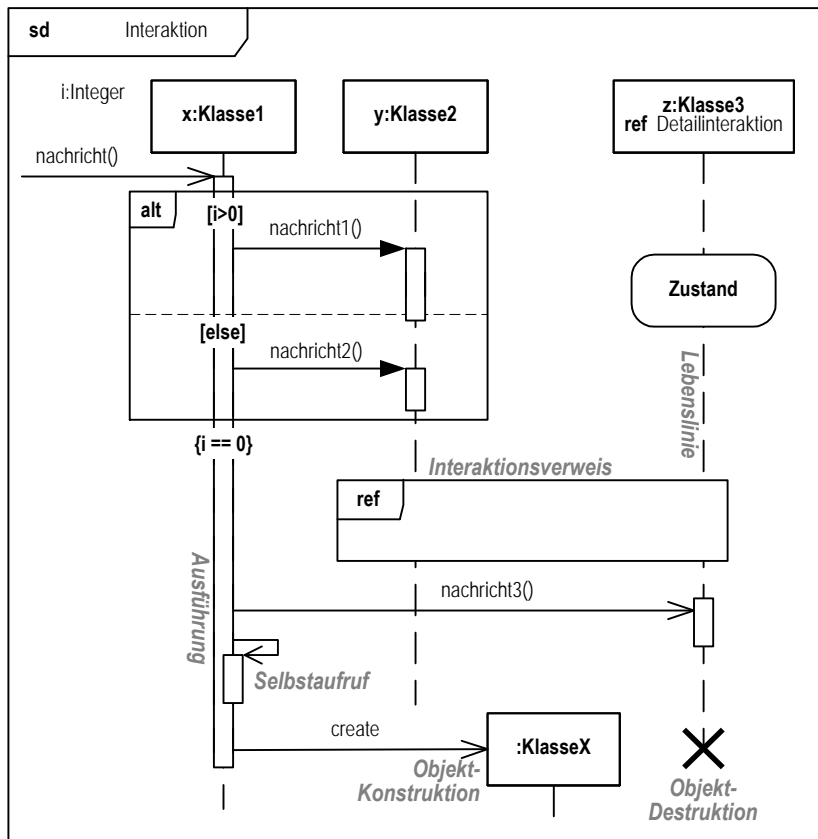 sd Interaktion
i:Integer
x:Klasse1
y:Klasse2
z:Klasse3
ref Detailinteraktion
nachricht()
alt
[i>0]
nachricht1()
Zustand
[else]
nachricht2()
Lebenslinie
{i == 0}
Interaktionsverweis
ref
Ausführung
nachricht3()
Selbstaufruf
create
:KlasseX
Objekt-
Konstruktion
Objekt-
Destruktion